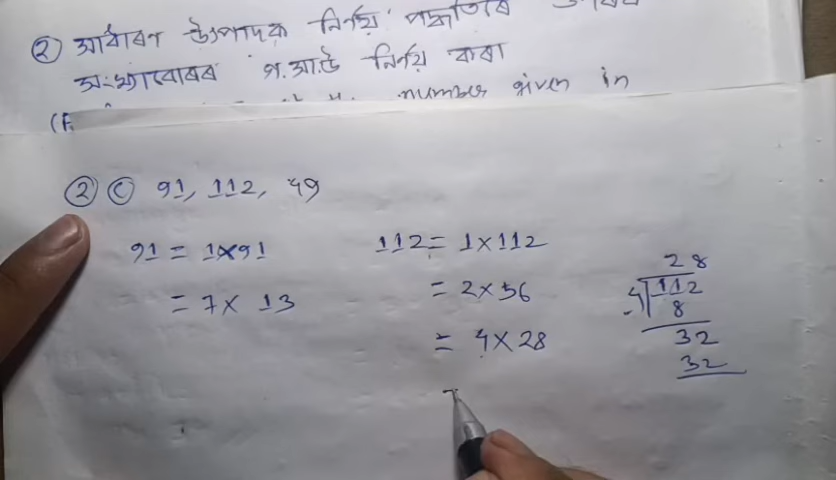 ② সাধাৰণ উৎপাদক নিৰ্ণয় পদ্ধতিৰে
সংখ্যাবোৰৰ গ.সা.উ নিৰ্ণয় কৰা
number given in
② Ⓒ 91, 112, 49
91 = 1×91
= 7× 13
112 = 1×112
= 2×56
= 4×28
28
4 112
8
32
32